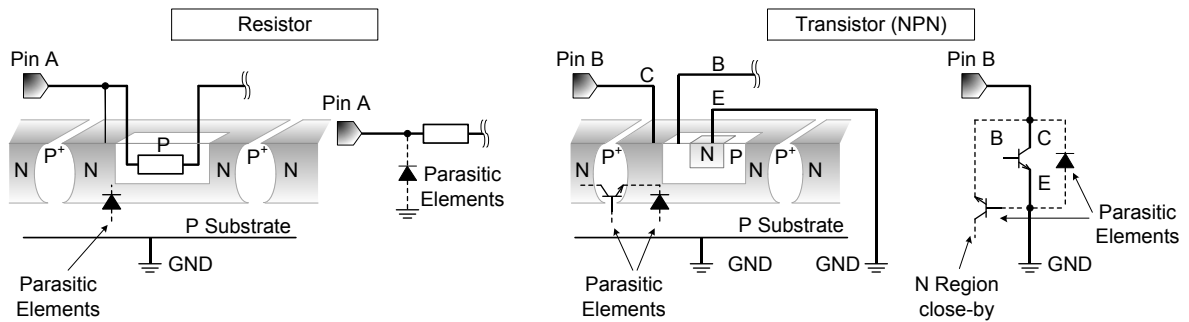 Resistor
Pin A
Pin A
N
P⁺
N
P
N
P⁺
N
Parasitic
Elements
P Substrate
GND
Parasitic
Elements
Transistor (NPN)
Pin B
C
B
E
N
P⁺
N
N
P
N
P⁺
N
P Substrate
GND
GND
Parasitic
Elements
Pin B
B
C
E
Parasitic
Elements
GND
N Region
close-by